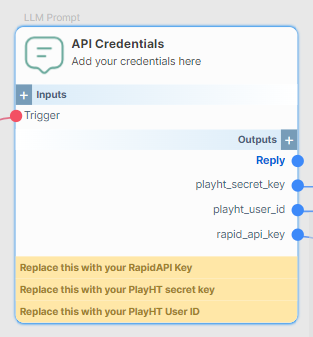 LLM Prompt
API Credentials
Add your credentials here
+ Inputs
Trigger
Outputs +
Reply
playht_secret_key
playht_user_id
rapid_api_key
Replace this with your RapidAPI Key
Replace this with your PlayHT secret key
Replace this with your PlayHT User ID